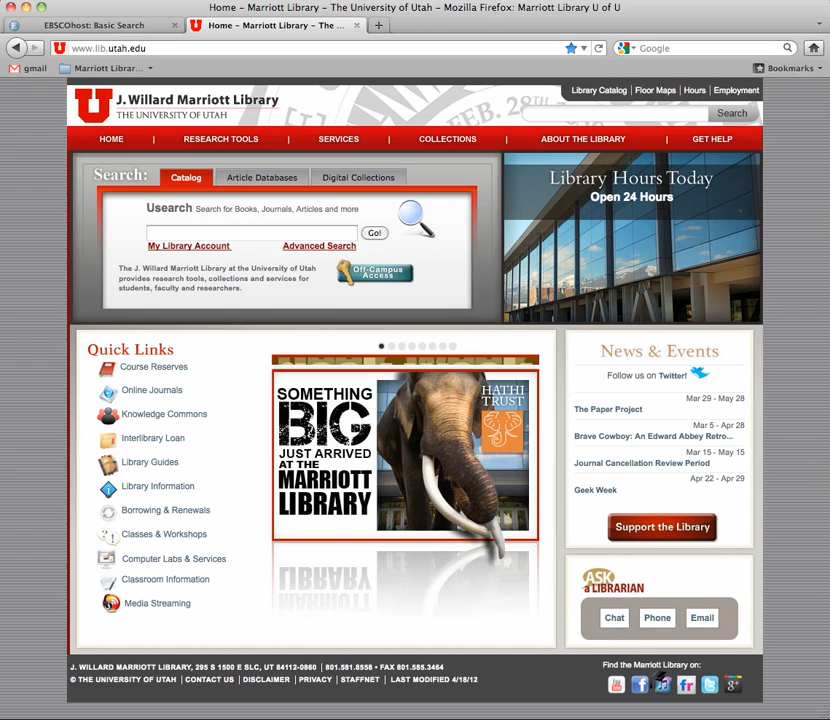 Home – Marriott Library – The University of Utah – Mozilla Firefox: Marriott Library U of U
EBSCOhost: Basic Search
Home – Marriott Library – The ...
www.lib.utah.edu
Google
gmail
Marriott Librar...
Bookmarks
Library Catalog | Floor Maps | Hours | Employment
J. Willard Marriott Library
THE UNIVERSITY OF UTAH
FEB. 28TH
Search
HOME | RESEARCH TOOLS | SERVICES | COLLECTIONS | ABOUT THE LIBRARY | GET HELP
Search:
Catalog
Article Databases
Digital Collections
Usearch Search for Books, Journals, Articles and more
Go!
My Library Account
Advanced Search
The J. Willard Marriott Library at the University of Utah
provides research tools, collections and services for
students, faculty and researchers.
Off-Campus
Access
Library Hours Today
Open 24 Hours
Quick Links
Course Reserves
Online Journals
Knowledge Commons
Interlibrary Loan
Library Guides
Library Information
Borrowing & Renewals
Classes & Workshops
Computer Labs & Services
Classroom Information
Media Streaming
SOMETHING
BIG
JUST ARRIVED
AT THE
MARRIOTT
LIBRARY
HATHI
TRUST
LIBRARY
News & Events
Follow us on Twitter!
Mar 29 - May 28
The Paper Project
Mar 5 - Apr 28
Brave Cowboy: An Edward Abbey Retro...
Mar 15 - May 15
Journal Cancellation Review Period
Apr 22 - Apr 29
Geek Week
Support the Library
ASK
a LIBRARIAN
Chat
Phone
Email
J. WILLARD MARRIOTT LIBRARY, 295 S 1500 E SLC, UT 84112-0860 | 801.581.8558 • FAX 801.585.3464
© THE UNIVERSITY OF UTAH | CONTACT US | DISCLAIMER | PRIVACY | STAFFNET | LAST MODIFIED 4/18/12
Find the Marriott Library on: